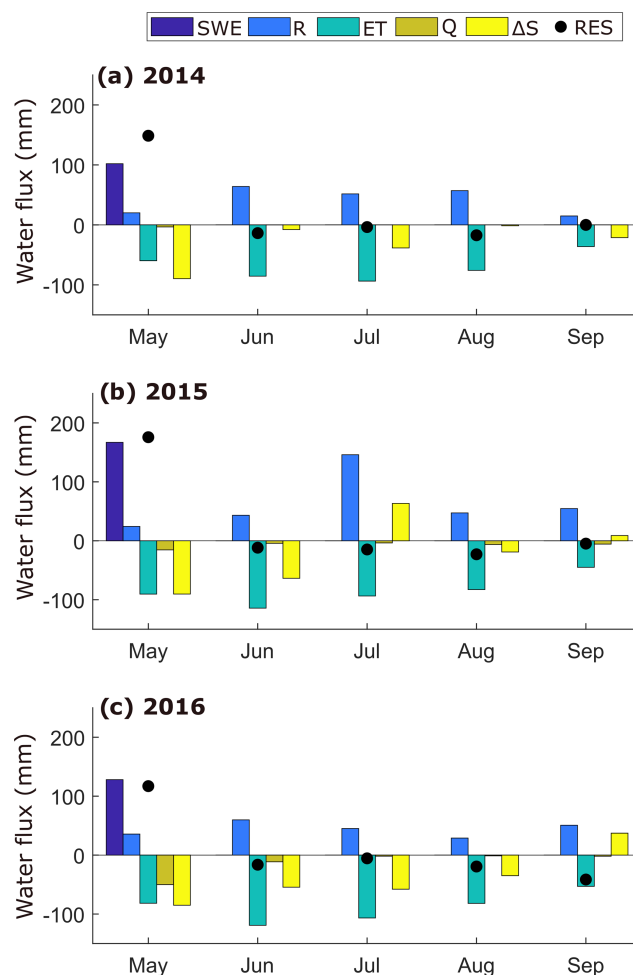 SWE R ET Q ΔS RES
(a) 2014
Water flux (mm)
200
100
0
-100
May Jun Jul Aug Sep
(b) 2015
Water flux (mm)
200
100
0
-100
May Jun Jul Aug Sep
(c) 2016
Water flux (mm)
200
100
0
-100
May Jun Jul Aug Sep